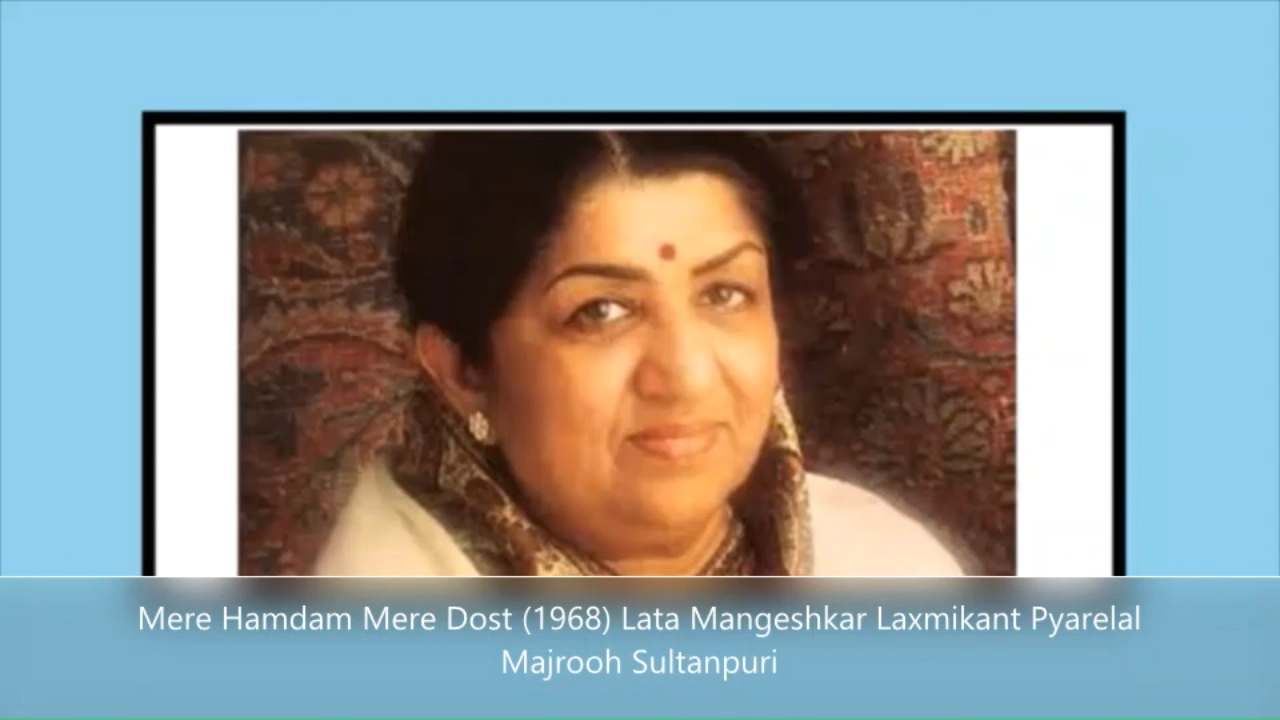 Mere Hamdam Mere Dost (1968) Lata Mangeshkar Laxmikant Pyarelal
Majrooh Sultanpuri